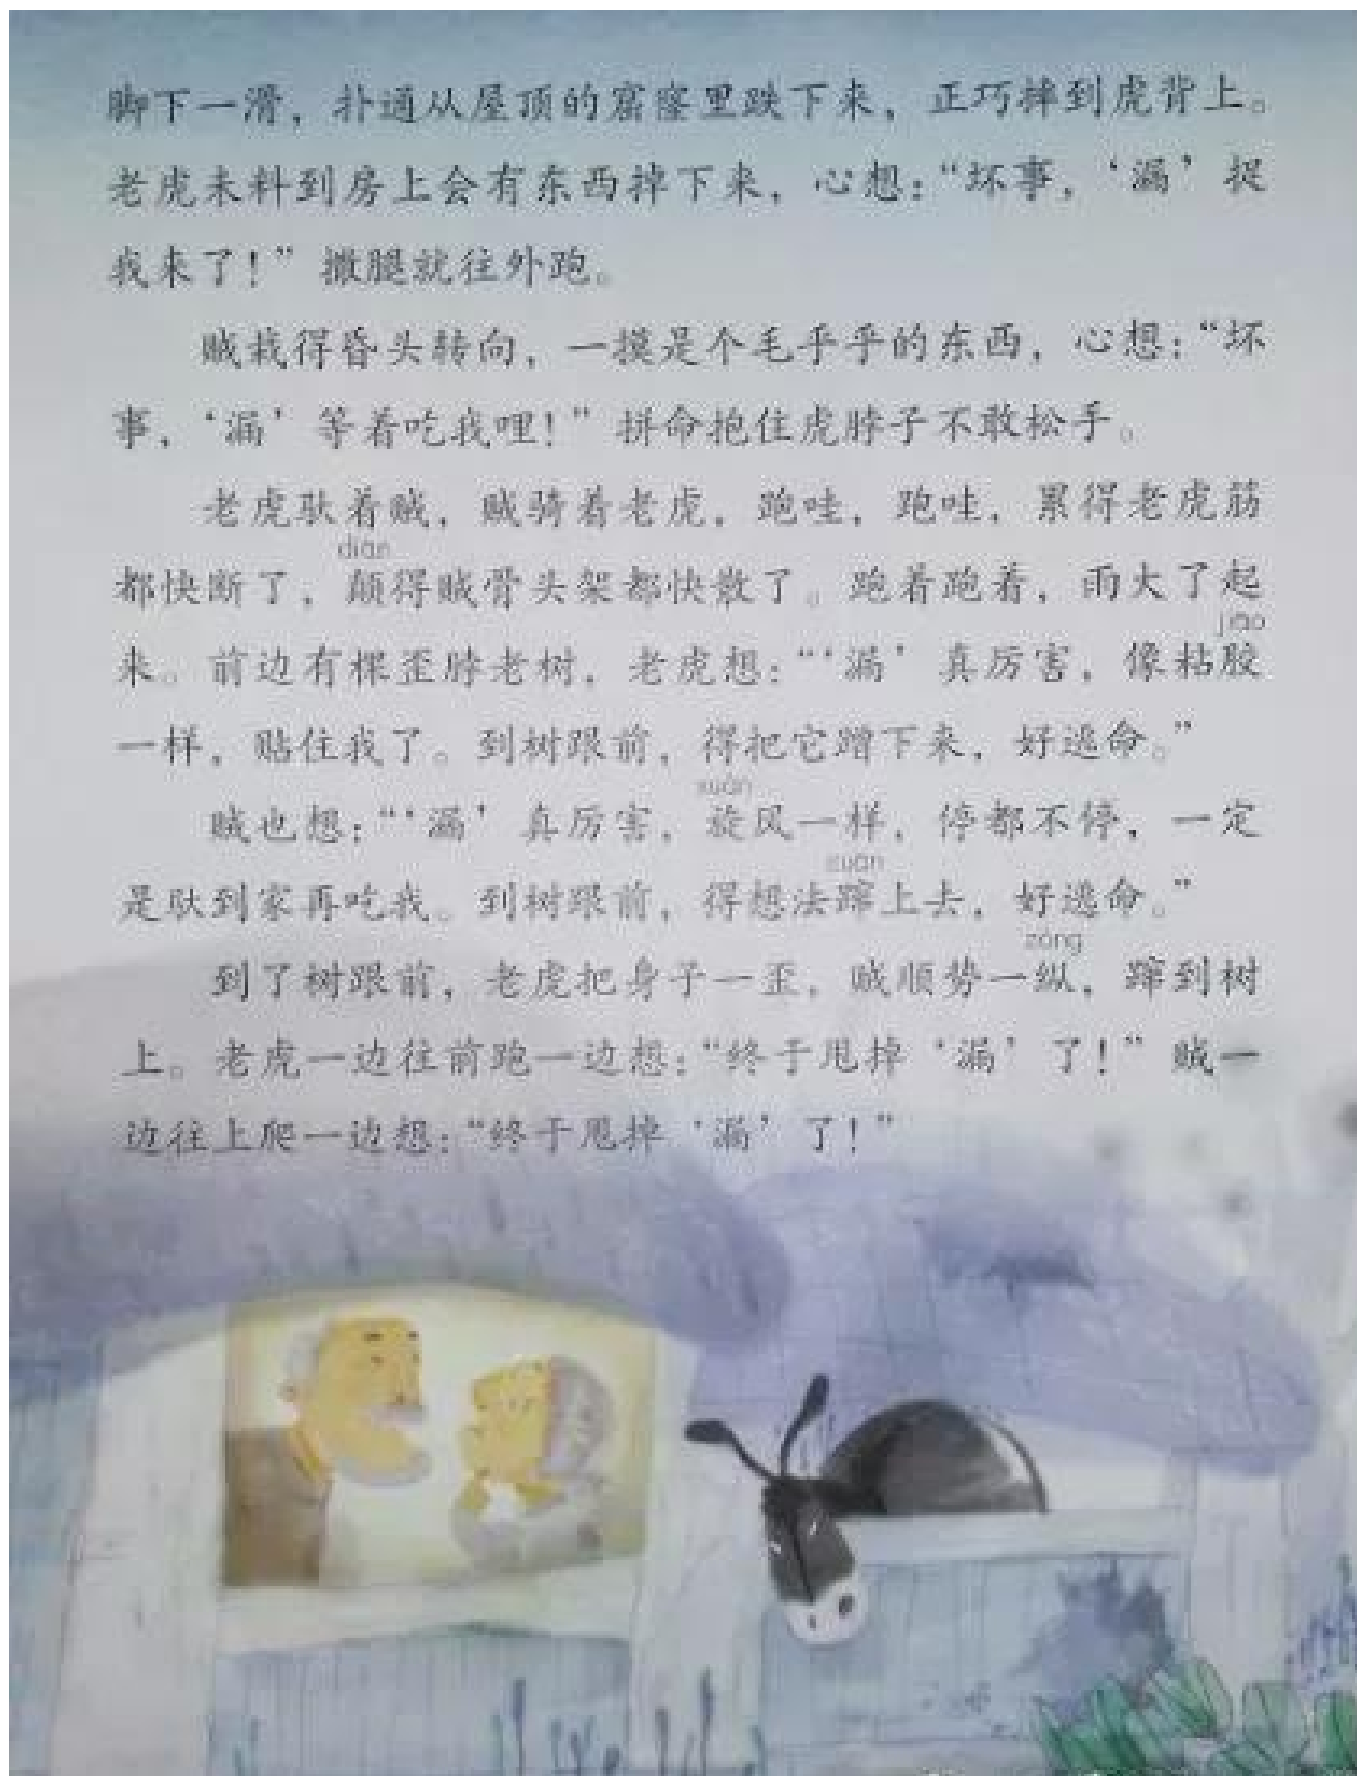 脚下一滑，扑通从屋顶的窟窿里跌下来，正巧摔到虎背上。
老虎未料到房上会有东西掉下来，心想：“坏事，‘漏’捉
我来了！”撒腿就往外跑。
贼栽得昏头转向，一摸是个毛乎乎的东西，心想：“坏
事，‘漏’等着吃我哩！”拼命抱住虎脖子不敢松手。
老虎驮着贼，贼骑着老虎，跑哇，跑哇，累得老虎筋
diān
都快断了，颠得贼骨头架都快散了。跑着跑着，雨大了起
jiāo
来。前边有棵歪脖老树，老虎想：“‘漏’真厉害，像粘胶
一样，贴住我了。到树跟前，得把它蹭下来，好逃命。”
xuàn
贼也想：“‘漏’真厉害，旋风一样，停都不停，一定
cuān
是驮到家再吃我。到树跟前，得想法蹿上去，好逃命。”
zòng
到了树跟前，老虎把身子一歪，贼顺势一纵，蹿到树
上。老虎一边往前跑一边想：“终于甩掉‘漏’了！”贼一
边往上爬一边想：“终于甩掉‘漏’了！”